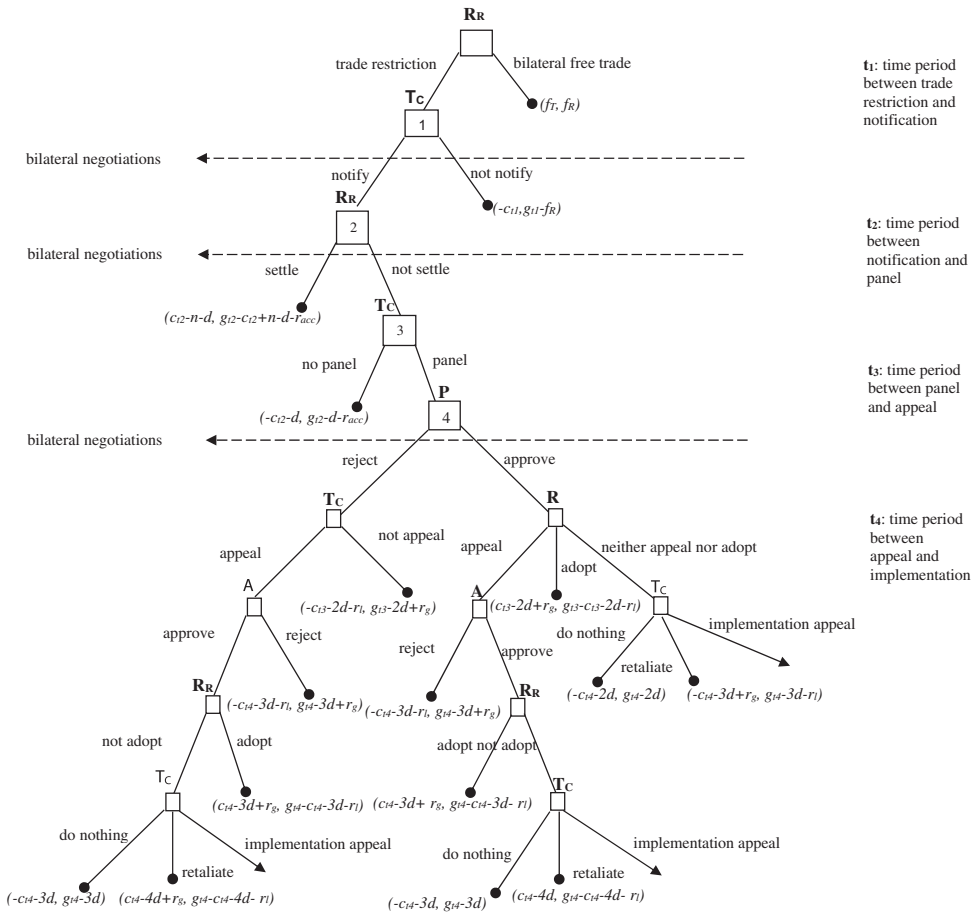 RR
trade restriction
bilateral free trade
t1: time period
between trade
restriction and
notification
TC
(fT, fR)
1
bilateral negotiations
notify
not notify
RR
(-ct1,gt1-fR)
2
t2: time period
between
notification and
panel
bilateral negotiations
settle
not settle
TC
(ct2-n-d, gt2-ct2+n-d-racc)
3
no panel
panel
t3: time period
between panel
and appeal
P
(-ct2-d, gt2-d-racc)
4
bilateral negotiations
reject
approve
TC
R
t4: time period
between
appeal and
implementation
appeal
not appeal
appeal
adopt
neither appeal nor adopt
A
(-ct3-2d-rl, gt3-2d+rg)
A
(ct3-2d+rg, gt3-ct3-2d-rl)
TC
approve
reject
reject
approve
do nothing
retaliate
implementation appeal
RR
(-ct4-3d-rl, gt4-3d+rg)
(-ct4-3d-rl, gt4-3d+rg)
RR
(-ct4-2d, gt4-2d)
(-ct4-3d+rg, gt4-3d-rl)
not adopt
adopt
adopt
not adopt
TC
(ct4-3d+rg, gt4-ct4-3d-rl)
(ct4-3d+ rg, gt4-ct4-3d- rl)
TC
do nothing
retaliate
implementation appeal
do nothing
retaliate
implementation appeal
(-ct4-3d, gt4-3d)
(ct4-4d+rg, gt4-ct4-4d- rl)
(-ct4-3d, gt4-3d)
(ct4-4d, gt4-ct4-4d- rl)